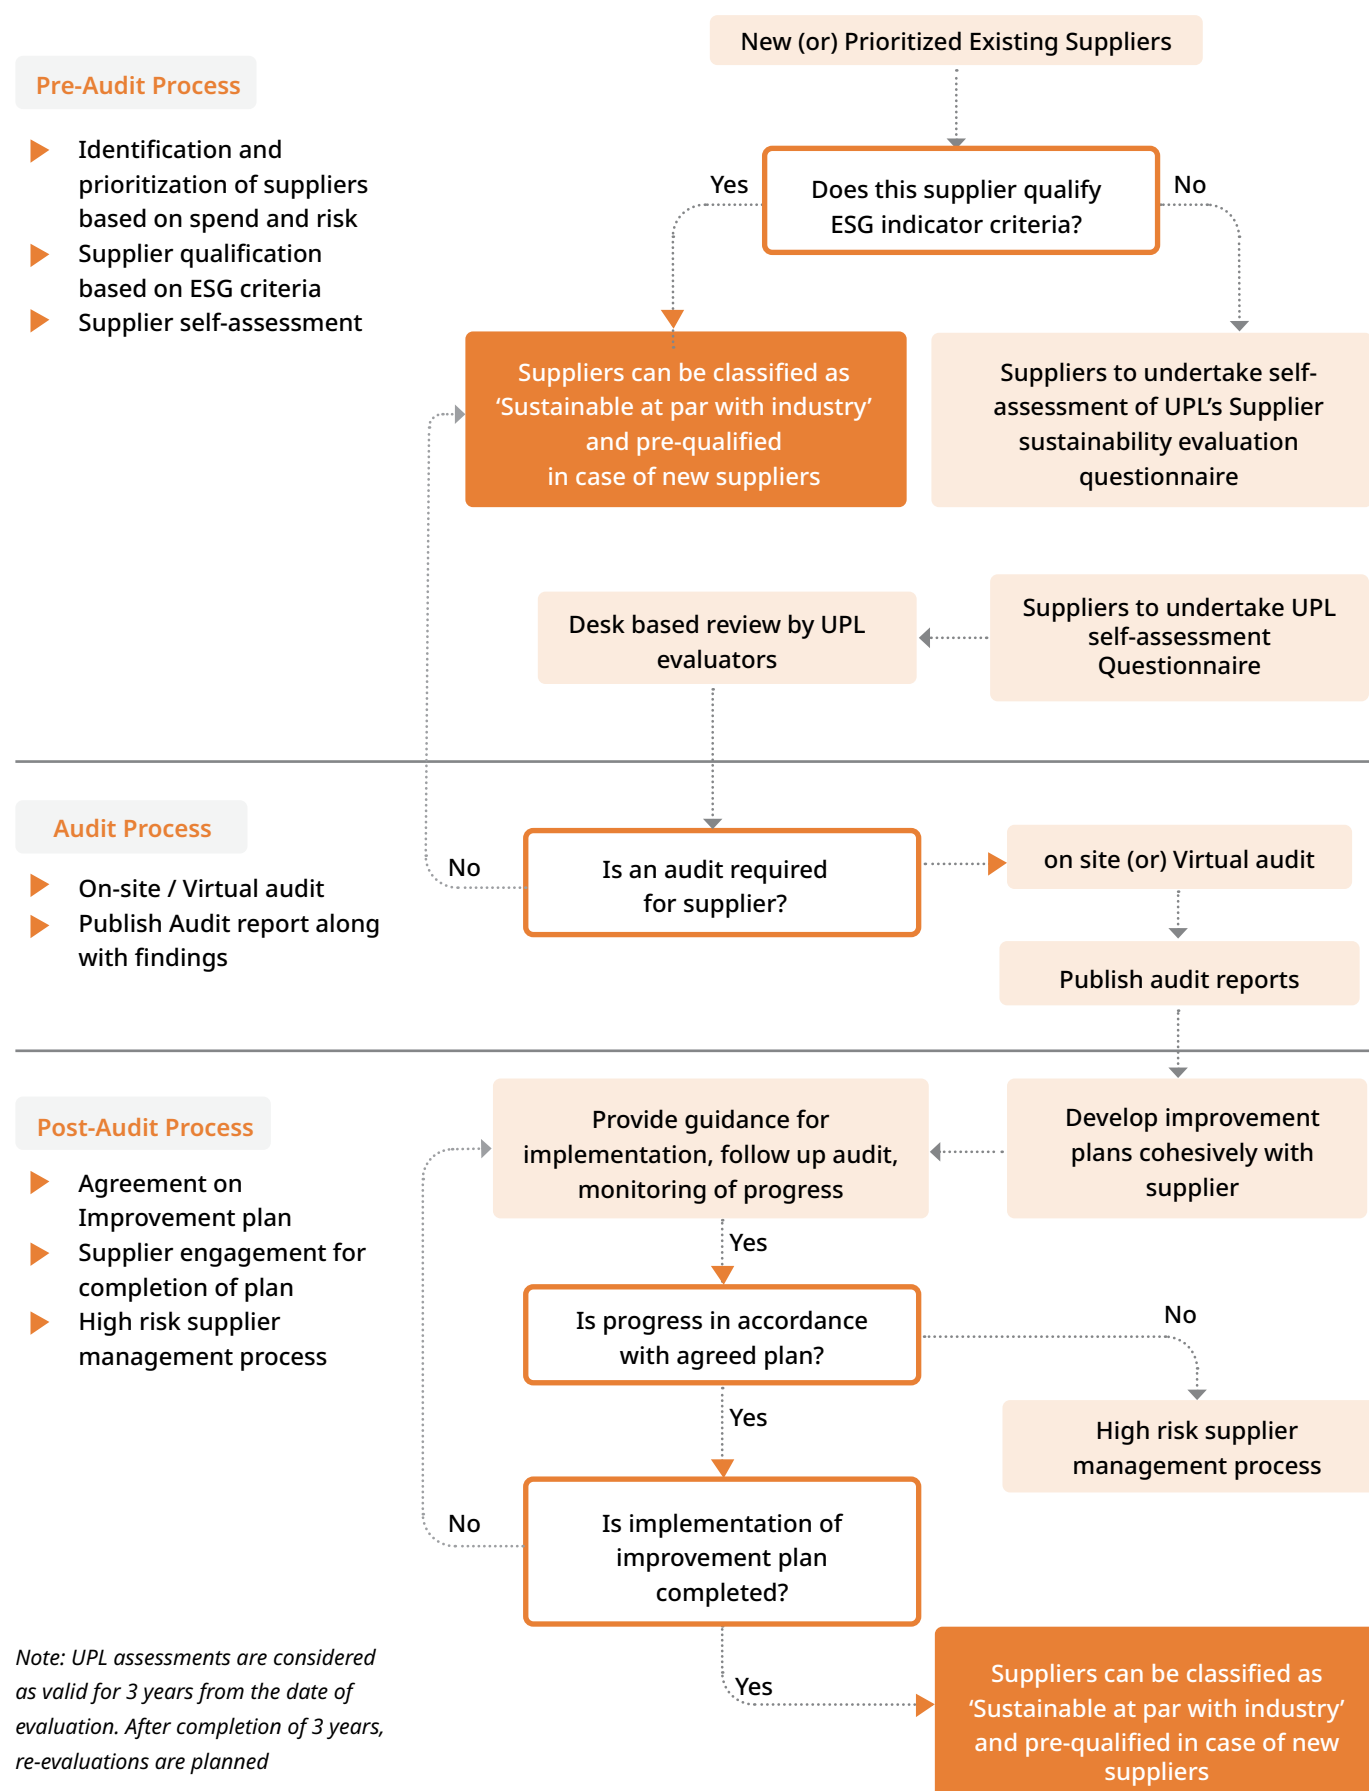 New (or) Prioritized Existing Suppliers
Pre-Audit Process
Identification and
prioritization of suppliers
based on spend and risk
Supplier qualification
based on ESG criteria
Supplier self-assessment
Yes
Does this supplier qualify
ESG indicator criteria?
No
Suppliers can be classified as
‘Sustainable at par with industry’
and pre-qualified
in case of new suppliers
Suppliers to undertake self-
assessment of UPL’s Supplier
sustainability evaluation
questionnaire
Desk based review by UPL
evaluators
Suppliers to undertake UPL
self-assessment
Questionnaire
Audit Process
On-site / Virtual audit
Publish Audit report along
with findings
No
Is an audit required
for supplier?
on site (or) Virtual audit
Publish audit reports
Post-Audit Process
Agreement on
Improvement plan
Supplier engagement for
completion of plan
High risk supplier
management process
Provide guidance for
implementation, follow up audit,
monitoring of progress
Develop improvement
plans cohesively with
supplier
Yes
Is progress in accordance
with agreed plan?
No
Yes
High risk supplier
management process
No
Is implementation of
improvement plan
completed?
Yes
Note: UPL assessments are considered
as valid for 3 years from the date of
evaluation. After completion of 3 years,
re-evaluations are planned
Suppliers can be classified as
‘Sustainable at par with industry’
and pre-qualified in case of new
suppliers